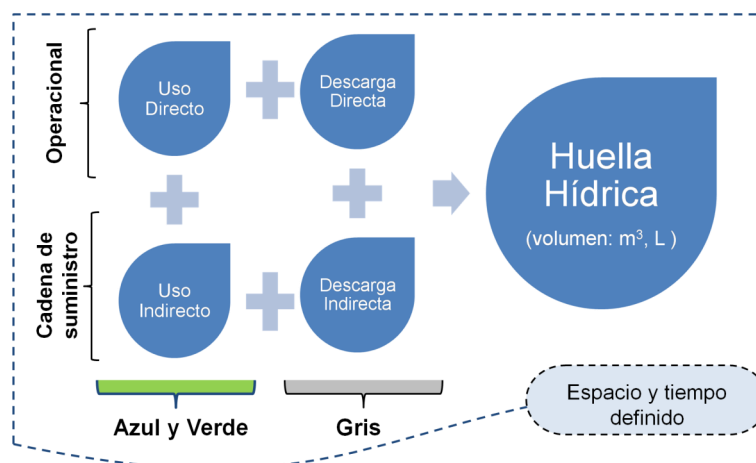 Operacional
Uso
Directo
Descarga
Directa
Huella
Hídrica
(volumen: m³, L )
Cadena de
suministro
Uso
Indirecto
Descarga
Indirecta
Azul y Verde
Gris
Espacio y tiempo
definido